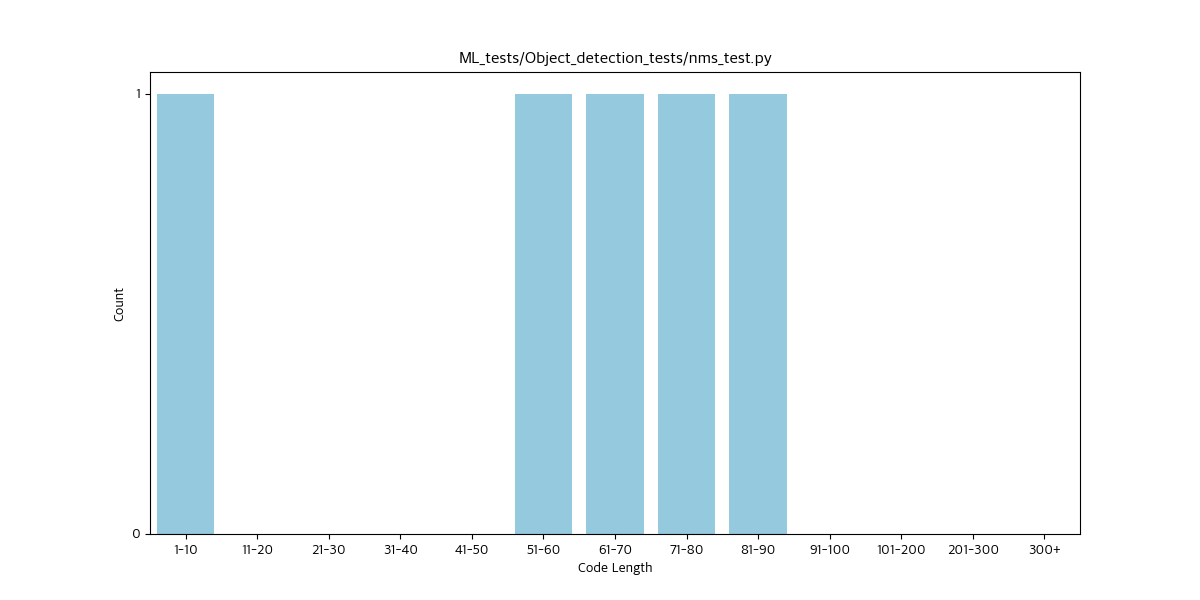 ML_tests/Object_detection_tests/nms_test.py
Count
1
0
1-10 11-20 21-30 31-40 41-50 51-60 61-70 71-80 81-90 91-100 101-200 201-300 300+
Code Length